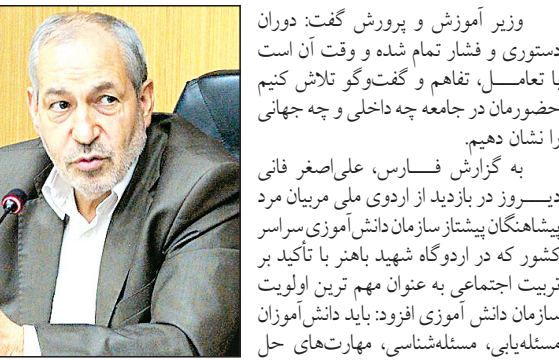 وزیر آموزش و پرورش گفت: دوران
دستوری و فشار تمام شده و وقت آن است
با تعامـــل، تفاهم و گفت‌وگو تلاش کنیم
حضورمان در جامعه چه داخلی و چه جهانی
را نشان دهیم.
به گزارش فـــارس، علی‌اصغر فانی
دیـــروز در بازدید از اردوی ملی مربیان مرد
پیشاهنگان پیشتاز سازمان دانش‌آموزی سراسر
کشور که در اردوگاه شهید باهنر با تأکید بر
تربیت اجتماعی به عنوان مهم ترین اولویت
سازمان دانش آموزی افزود: باید دانش‌آموزان
مسئله‌یابی، مسئله‌شناسی، مهارت‌های حل